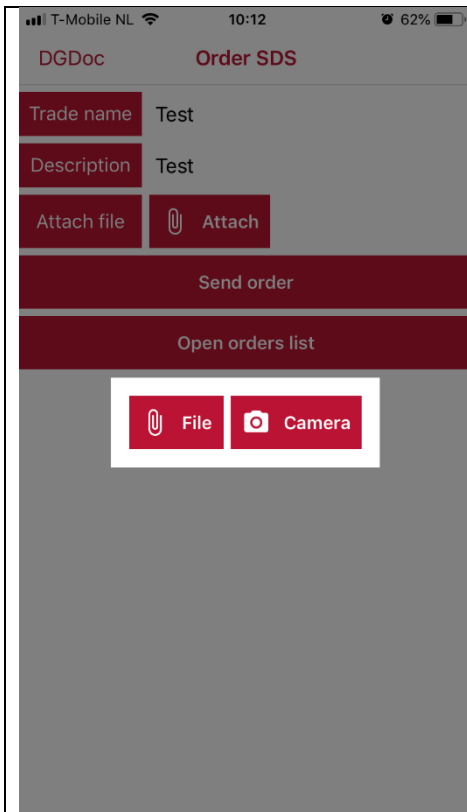 T-Mobile NL 10:12 62%
DGDoc Order SDS
Trade name Test
Description Test
Attach file Attach
Send order
Open orders list
File Camera